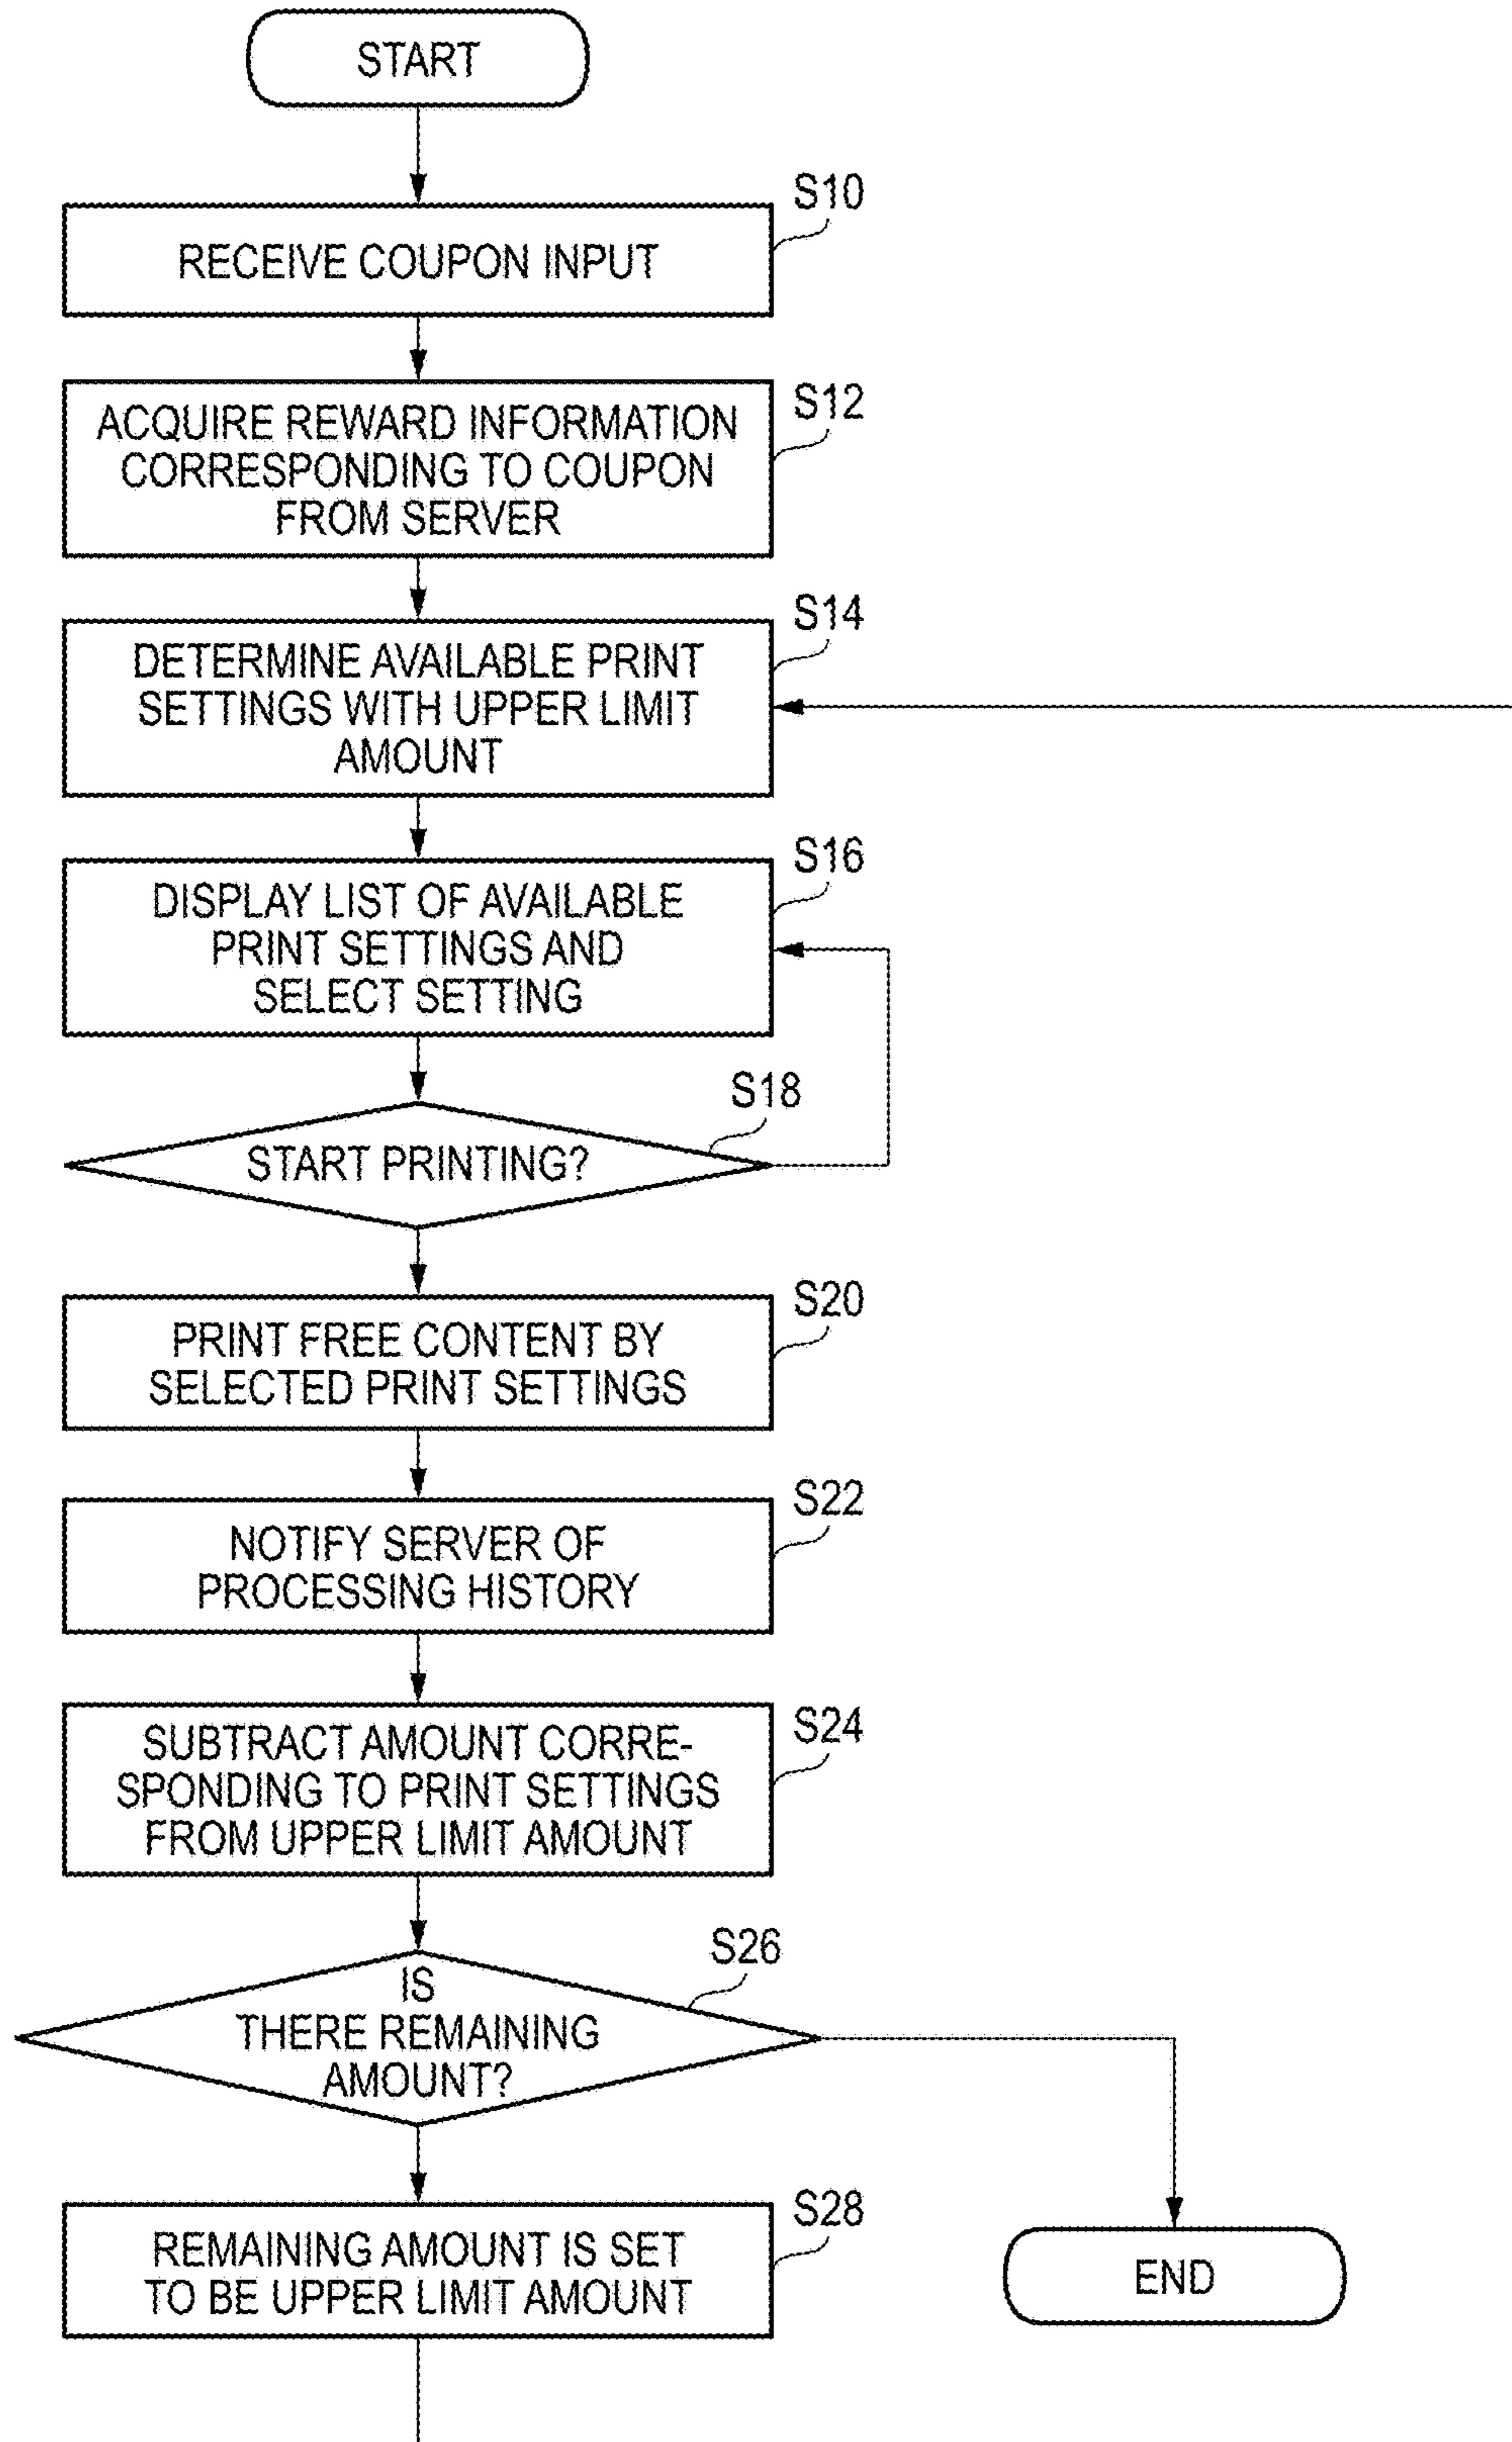 START
S10
RECEIVE COUPON INPUT
S12
ACQUIRE REWARD INFORMATION
CORRESPONDING TO COUPON
FROM SERVER
S14
DETERMINE AVAILABLE PRINT
SETTINGS WITH UPPER LIMIT
AMOUNT
S16
DISPLAY LIST OF AVAILABLE
PRINT SETTINGS AND
SELECT SETTING
S18
START PRINTING?
S20
PRINT FREE CONTENT BY
SELECTED PRINT SETTINGS
S22
NOTIFY SERVER OF
PROCESSING HISTORY
S24
SUBTRACT AMOUNT CORRE-
SPONDING TO PRINT SETTINGS
FROM UPPER LIMIT AMOUNT
S26
IS
THERE REMAINING
AMOUNT?
S28
REMAINING AMOUNT IS SET
TO BE UPPER LIMIT AMOUNT
END